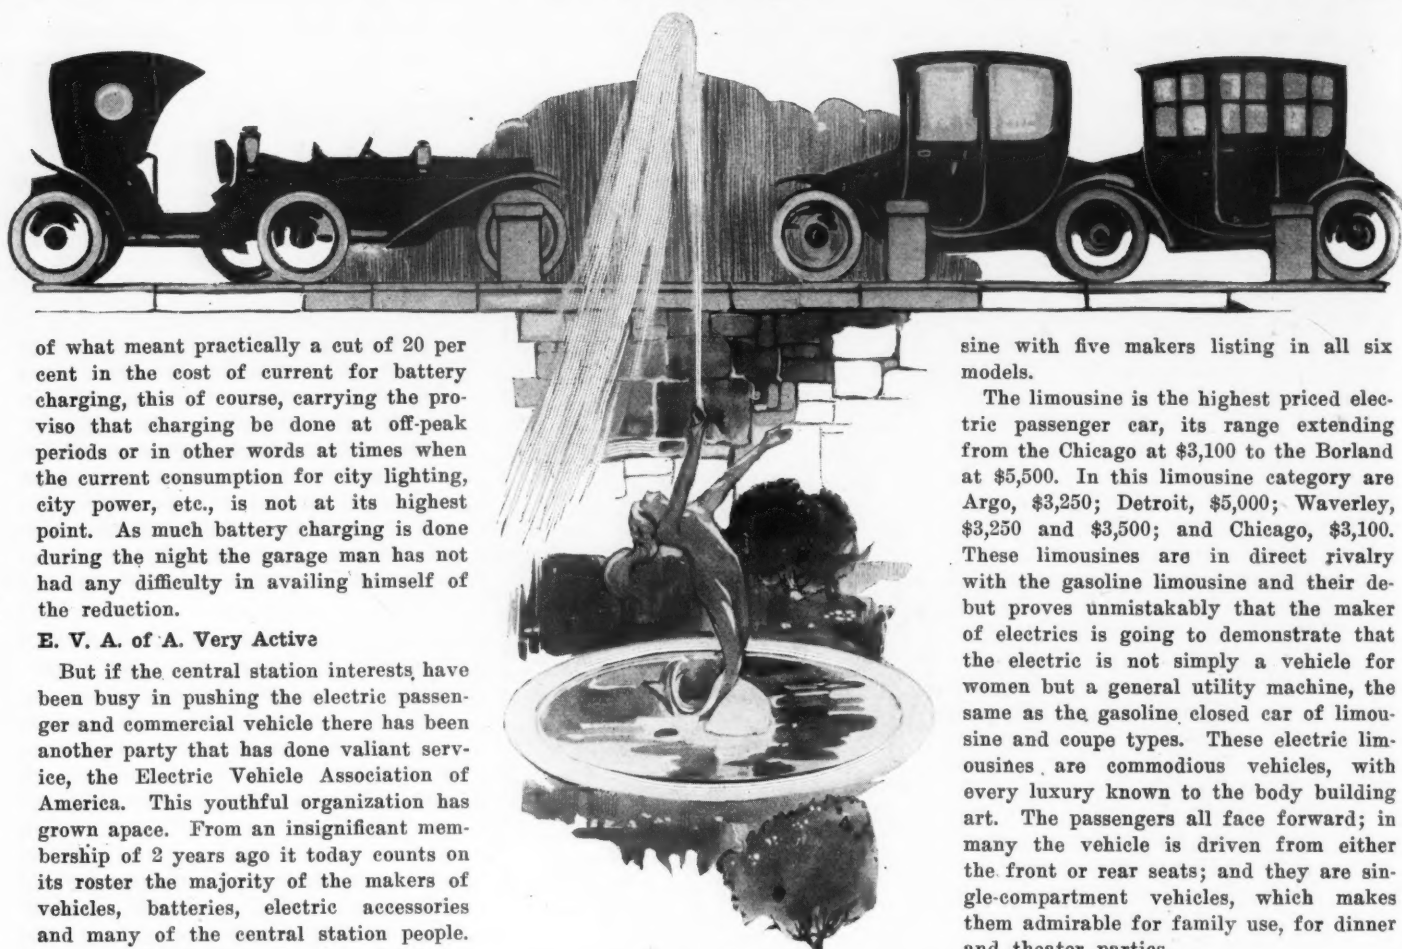 of what meant practically a cut of 20 per
cent in the cost of current for battery
charging, this of course, carrying the pro-
viso that charging be done at off-peak
periods or in other words at times when
the current consumption for city lighting,
city power, etc., is not at its highest
point. As much battery charging is done
during the night the garage man has not
had any difficulty in availing himself of
the reduction.
E. V. A. of A. Very Active
But if the central station interests have
been busy in pushing the electric passen-
ger and commercial vehicle there has been
another party that has done valiant serv-
ice, the Electric Vehicle Association of
America. This youthful organization has
grown apace. From an insignificant mem-
bership of 2 years ago it today counts on
its roster the majority of the makers of
vehicles, batteries, electric accessories
and many of the central station people.
sine with five makers listing in all six
models.
The limousine is the highest priced elec-
tric passenger car, its range extending
from the Chicago at $3,100 to the Borland
at $5,500. In this limousine category are
Argo, $3,250; Detroit, $5,000; Waverley,
$3,250 and $3,500; and Chicago, $3,100.
These limousines are in direct rivalry
with the gasoline limousine and their de-
but proves unmistakably that the maker
of electrics is going to demonstrate that
the electric is not simply a vehicle for
women but a general utility machine, the
same as the gasoline closed car of limou-
sine and coupe types. These electric lim-
ousines are commodious vehicles, with
every luxury known to the body building
art. The passengers all face forward; in
many the vehicle is driven from either
the front or rear seats; and they are sin-
gle-compartment vehicles, which makes
them admirable for family use, for dinner
and theater parties.